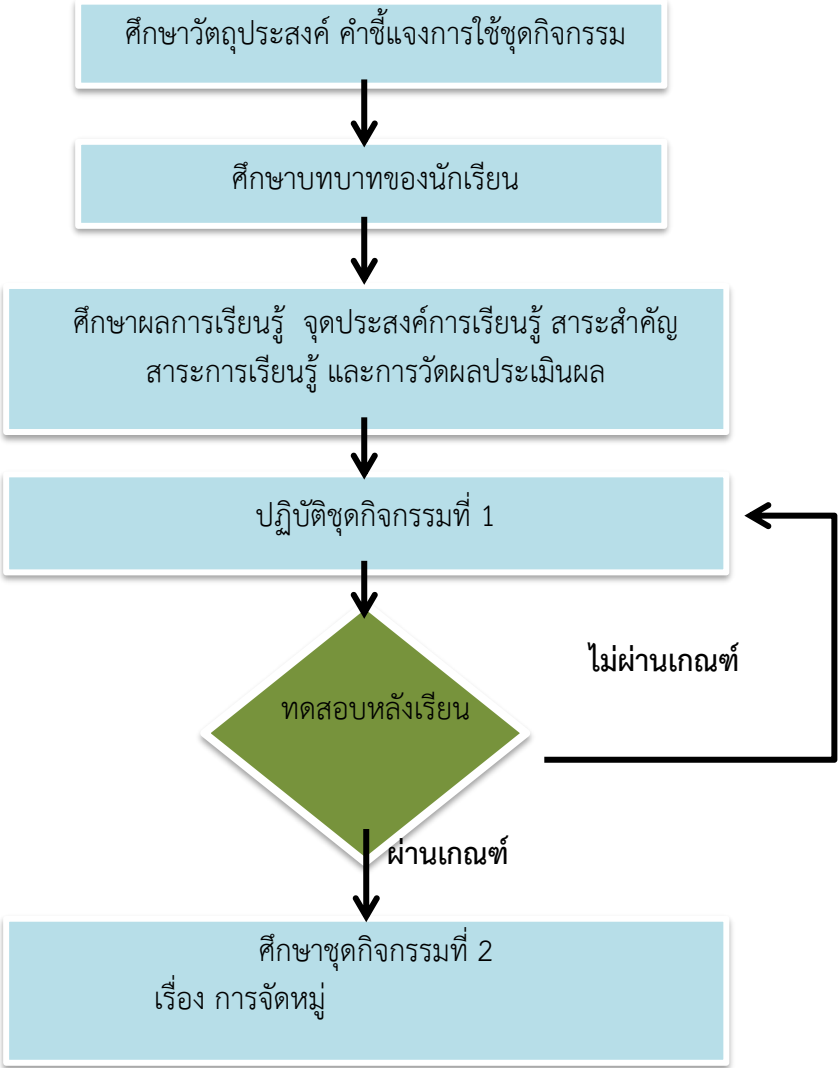 ศึกษาวัตถุประสงค์ คำชี้แจงการใช้ชุดกิจกรรม
ศึกษาบทบาทของนักเรียน
ศึกษาผลการเรียนรู้ จุดประสงค์การเรียนรู้ สาระสำคัญ
สาระการเรียนรู้ และการวัดผลประเมินผล
ปฏิบัติชุดกิจกรรมที่ 1
ไม่ผ่านเกณฑ์
ทดสอบหลังเรียน
ผ่านเกณฑ์
ศึกษาชุดกิจกรรมที่ 2
เรื่อง การจัดหมู่